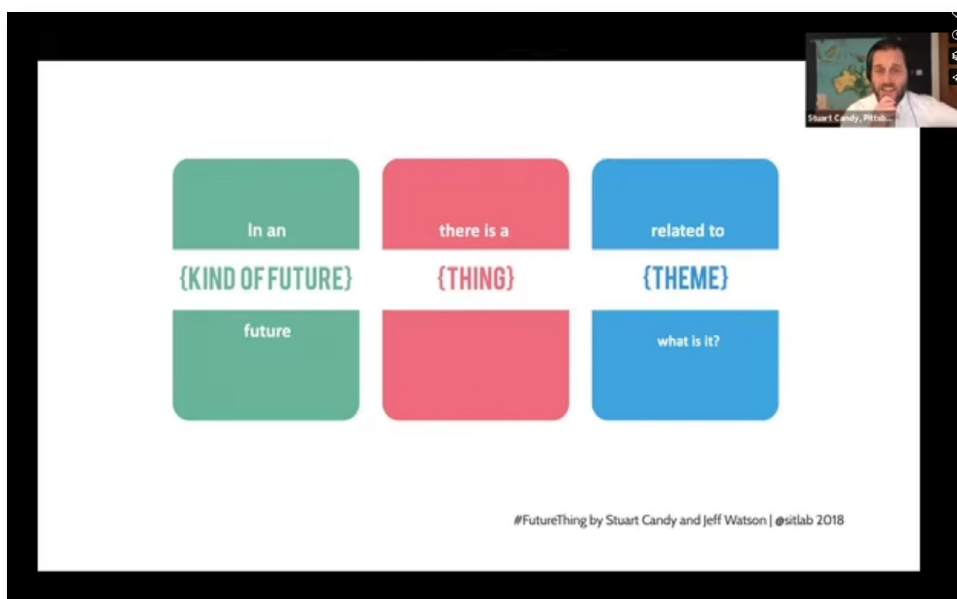 Stuart Candy, Pittsb...
In an
{KIND OF FUTURE}
future
there is a
{THING}
related to
{THEME}
what is it?
#FutureThing by Stuart Candy and Jeff Watson | @sitlab 2018